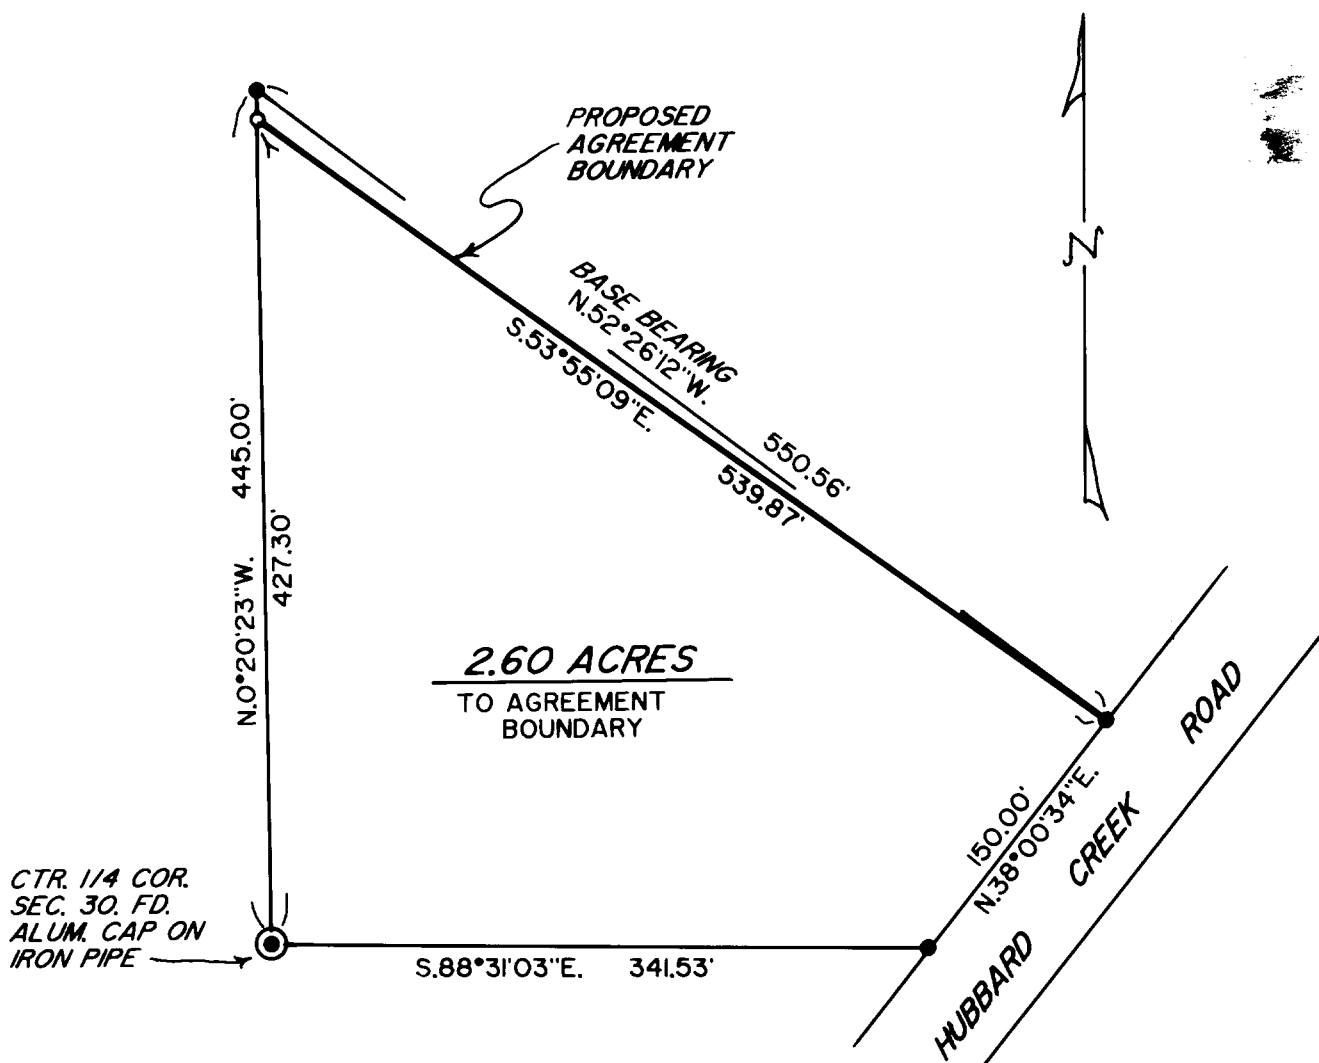 PROPOSED
AGREEMENT
BOUNDARY
N
BASE BEARING
N.52°26'12"W.
550.56'
S.53°55'09"E.
539.87'
445.00'
N.0°20'23"W.
427.30'
2.60 ACRES
TO AGREEMENT
BOUNDARY
150.00'
N.38°00'34"E.
HUBBARD CREEK ROAD
CTR. 1/4 COR.
SEC. 30. FD.
ALUM. CAP ON
IRON PIPE
S.88°31'03"E. 341.53'